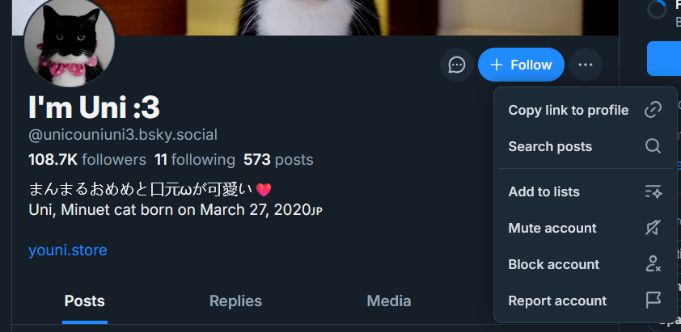 Follow
I'm Uni :3
@unicouniuni3.bsky.social
108.7K followers 11 following 573 posts
まんまるおめめと口元ωが可愛い❤
Uni, Minuet cat born on March 27, 2020🇯🇵
youni.store
Posts Replies Media
Copy link to profile
Search posts
Add to lists
Mute account
Block account
Report account